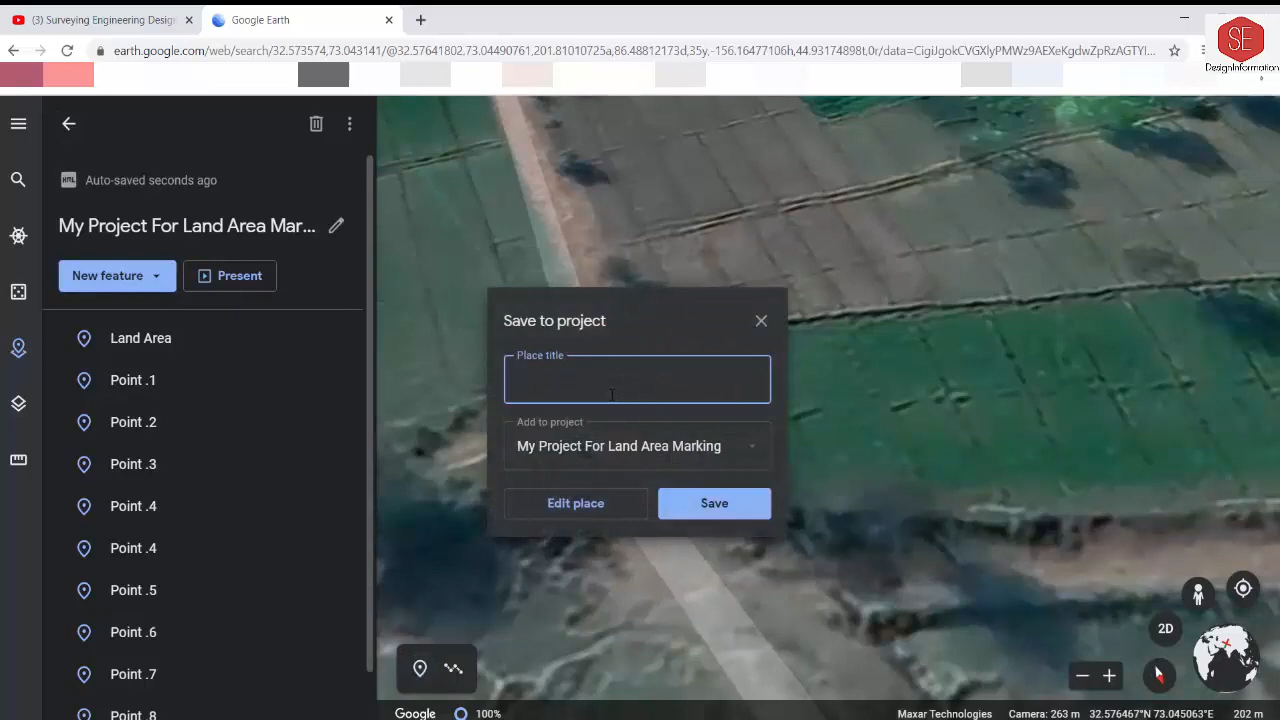 (3) Surveying Engineering Desig
Google Earth
earth.google.com/web/search/32.573574,73.043141/@32.57641802,73.04490761,201.81010725a,86.48812173d,35y,-15.16477106h,44.93174898t,0r/data=CigiJgokCVGXlyPMWz9AEXeKgdwZpRzAGTYI...
SE
DesignInformation
Auto-saved seconds ago
KML
My Project For Land Area Mar...
New feature
Present
Land Area
Point .1
Point .2
Point .3
Point .4
Point .4
Point .5
Point .6
Point .7
Point .8
Save to project
Place title
Add to project
My Project For Land Area Marking
Edit place
Save
2D
Google
100%
Maxar Technologies
Camera: 263 m
32.576467°N 73.045063°E
202 m